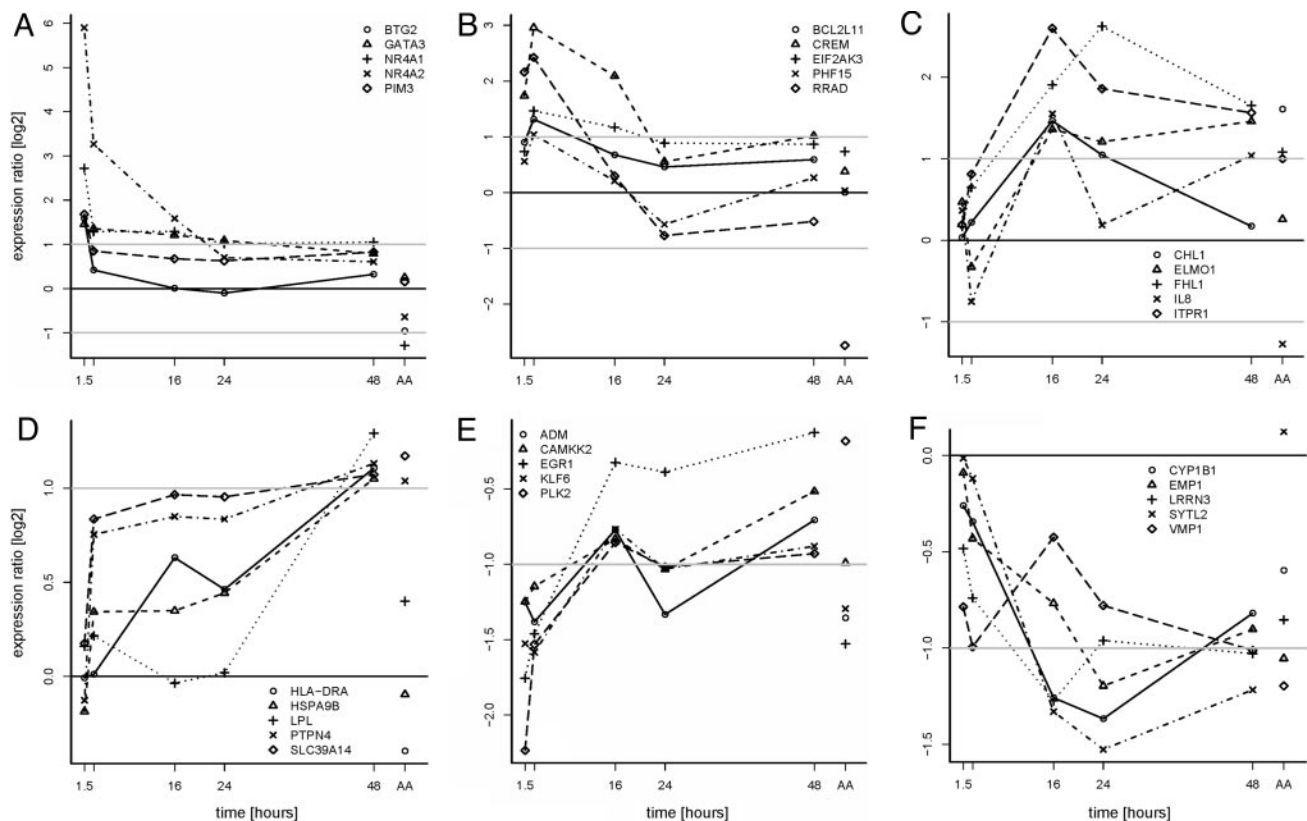 A
expression ratio [log2]
6
5
4
3
2
1
0
-1
BTG2
GATA3
NR4A1
NR4A2
PIM3
1.5
16
24
48
AA
B
3
2
1
0
-1
-2
BCL2L11
CREM
EIF2AK3
PHF15
RRAD
1.5
16
24
48
AA
C
2
1
0
-1
CHL1
ELMO1
FHL1
IL8
ITPR1
1.5
16
24
48
AA
D
expression ratio [log2]
1.0
0.5
0.0
HLA-DRA
HSPA9B
LPL
PTPN4
SLC39A14
1.5
16
24
48
AA
time [hours]
E
-0.5
-1.0
-1.5
-2.0
ADM
CAMKK2
EGR1
KLF6
PLK2
1.5
16
24
48
AA
time [hours]
F
0.0
-0.5
-1.0
-1.5
CYP1B1
EMP1
LRRN3
SYTL2
VMP1
1.5
16
24
48
AA
time [hours]